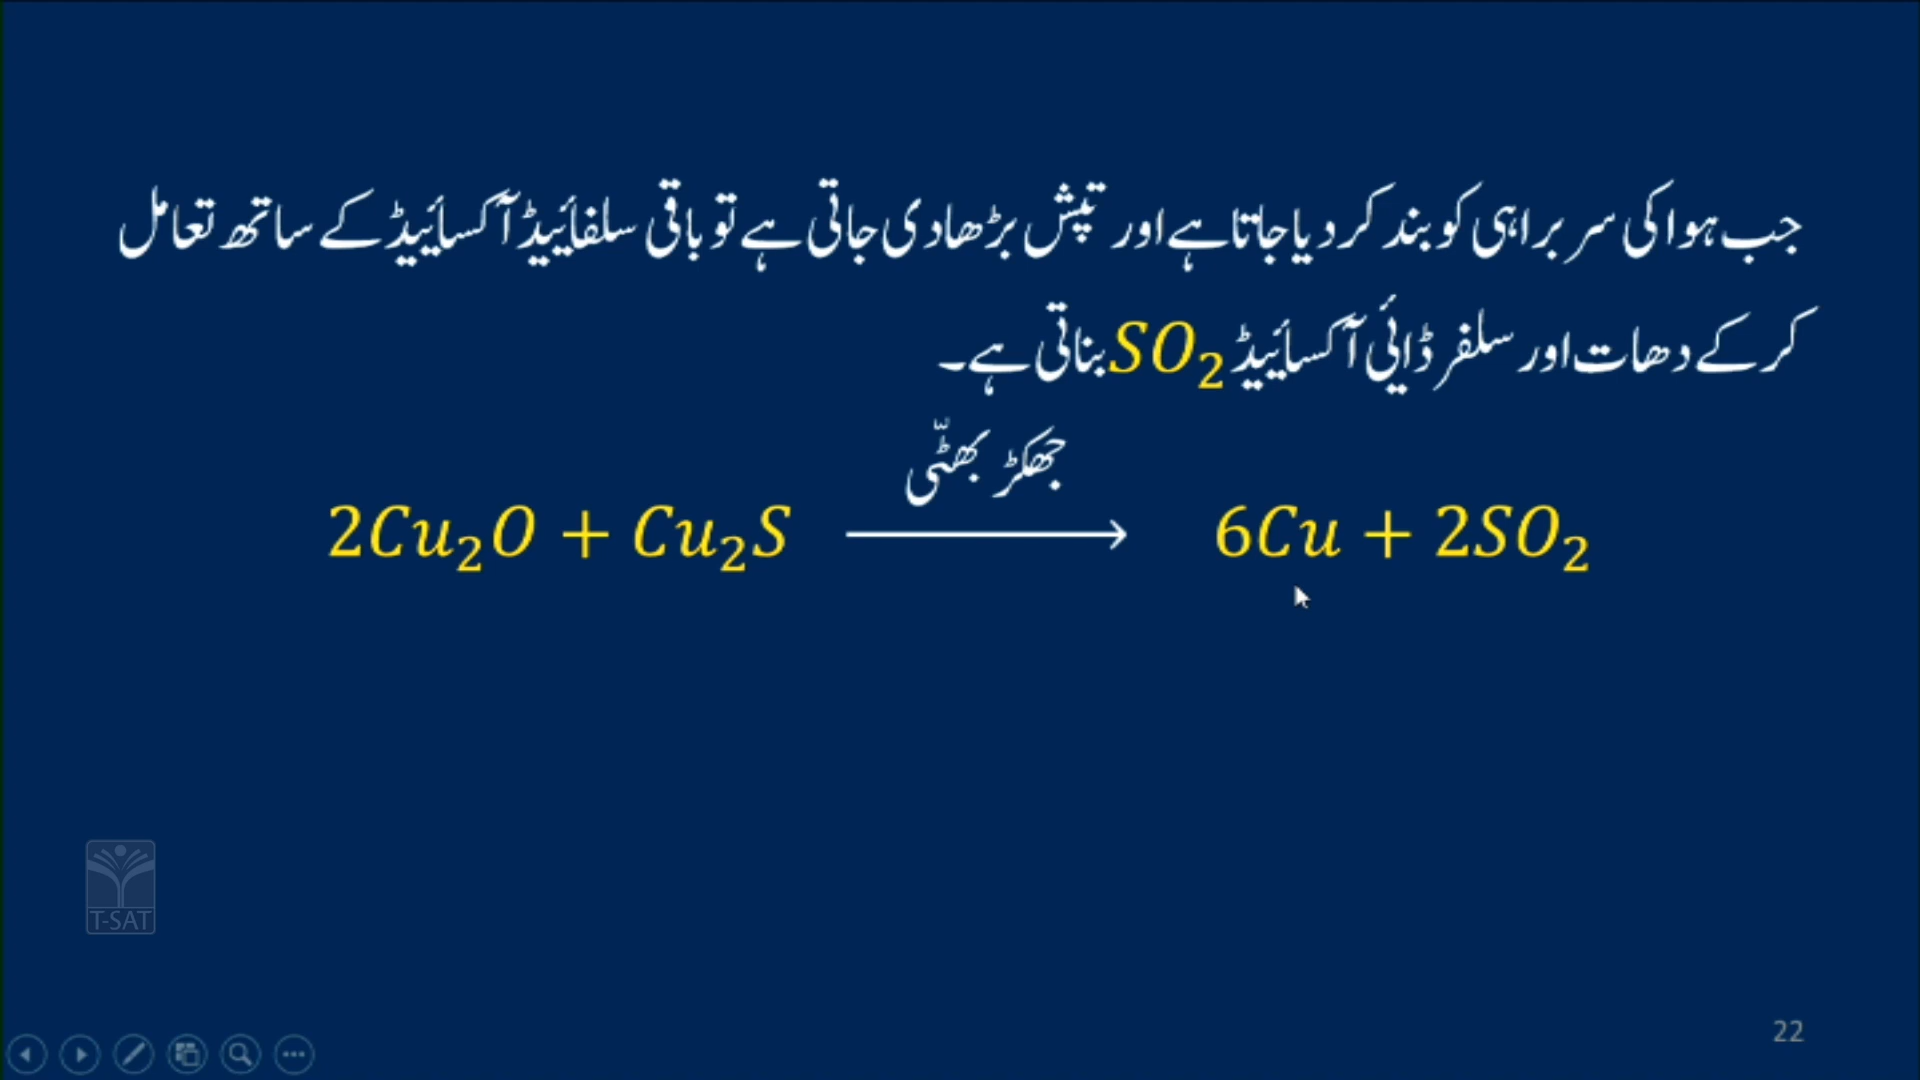 جب ہوا کی سربراہی کو بند کر دیا جاتا ہے اور تپش بڑھا دی جاتی ہے تو باقی سلفائیڈ آکسائیڈ کے ساتھ تعامل
کر کے دھات اور سلفر ڈائی آکسائیڈ SO₂ بناتی ہے۔
جھکڑ بھٹّی
2Cu₂O + Cu₂S ⟶ 6Cu + 2SO₂
T-SAT
22